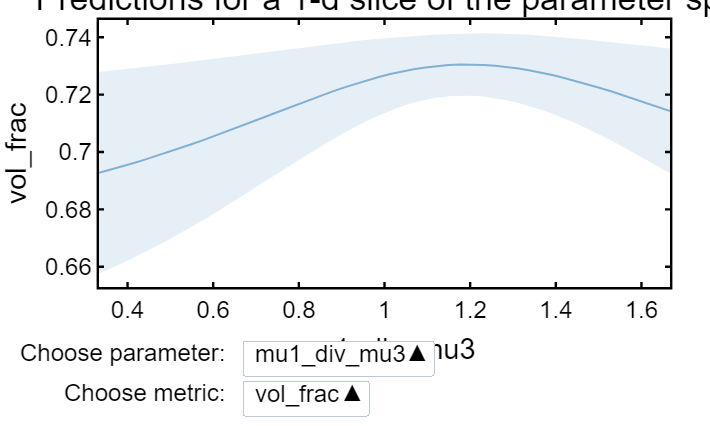 Predictions for a 1-d slice of the parameter sp
0.74
0.72
0.7
0.68
0.66
vol_frac
0.4 0.6 0.8 1 1.2 1.4 1.6
Choose parameter: mu1_div_mu3▲
Choose metric: vol_frac▲